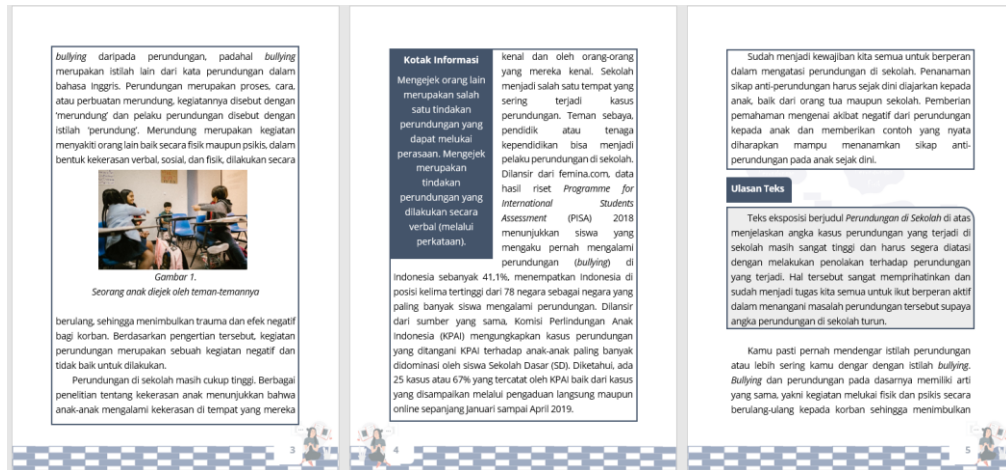 bullying daripada perundungan, padahal bullying
merupakan istilah lain dari kata perundungan dalam
bahasa Inggris. Perundungan merupakan proses, cara,
atau perbuatan merundung, kegiatannya disebut dengan
'merundung' dan pelaku perundungan disebut dengan
istilah 'perundung'. Merundung merupakan kegiatan
menyakiti orang lain baik secara fisik maupun psikis, dalam
bentuk kekerasan verbal, sosial, dan fisik, dilakukan secara
Gambar 1.
Seorang anak diejek oleh teman-temannya
berulang, sehingga menimbulkan trauma dan efek negatif
bagi korban. Berdasarkan pengertian tersebut, kegiatan
perundungan merupakan sebuah kegiatan negatif dan
tidak baik untuk dilakukan.
Perundungan di sekolah masih cukup tinggi. Berbagai
penelitian tentang kekerasan anak menunjukkan bahwa
anak-anak mengalami kekerasan di tempat yang mereka
3
Kotak Informasi
Mengejek orang lain
merupakan salah
satu tindakan
perundungan yang
dapat melukai
perasaan. Mengejek
merupakan
tindakan
perundungan yang
dilakukan secara
verbal (melalui
perkataan).
kenal dan oleh orang-orang
yang mereka kenal. Sekolah
menjadi salah satu tempat yang
sering terjadi kasus
perundungan. Teman sebaya,
pendidik atau tenaga
kependidikan bisa menjadi
pelaku perundungan di sekolah.
Dilansir dari femina.com, data
hasil riset Programme for
International Students
Assessment (PISA) 2018
menunjukkan siswa yang
mengaku pernah mengalami
perundungan (bullying) di
Indonesia sebanyak 41,1%, menempatkan Indonesia di
posisi kelima tertinggi dari 78 negara sebagai negara yang
paling banyak siswa mengalami perundungan. Dilansir
dari sumber yang sama, Komisi Perlindungan Anak
Indonesia (KPAI) mengungkapkan kasus perundungan
yang ditangani KPAI terhadap anak-anak paling banyak
didominasi oleh siswa Sekolah Dasar (SD). Diketahui, ada
25 kasus atau 67% yang tercatat oleh KPAI baik dari kasus
yang disampaikan melalui pengaduan langsung maupun
online sepanjang Januari sampai April 2019.
4
Sudah menjadi kewajiban kita semua untuk berperan
dalam mengatasi perundungan di sekolah. Penanaman
sikap anti-perundungan harus sejak dini diajarkan kepada
anak, baik dari orang tua maupun sekolah. Pemberian
pemahaman mengenai akibat negatif dari perundungan
kepada anak dan memberikan contoh yang nyata
diharapkan mampu menanamkan sikap anti-
perundungan pada anak sejak dini.
Ulasan Teks
Teks eksposisi berjudul Perundungan di Sekolah di atas
menjelaskan angka kasus perundungan yang terjadi di
sekolah masih sangat tinggi dan harus segera diatasi
dengan melakukan penolakan terhadap perundungan
yang terjadi. Hal tersebut sangat memprihatinkan dan
sudah menjadi tugas kita semua untuk ikut berperan aktif
dalam menangani masalah perundungan tersebut supaya
angka perundungan di sekolah turun.
Kamu pasti pernah mendengar istilah perundungan
atau lebih sering kamu dengar dengan istilah bullying.
Bullying dan perundungan pada dasarnya memiliki arti
yang sama, yakni kegiatan melukai fisik dan psikis secara
berulang-ulang kepada korban sehingga menimbulkan
5